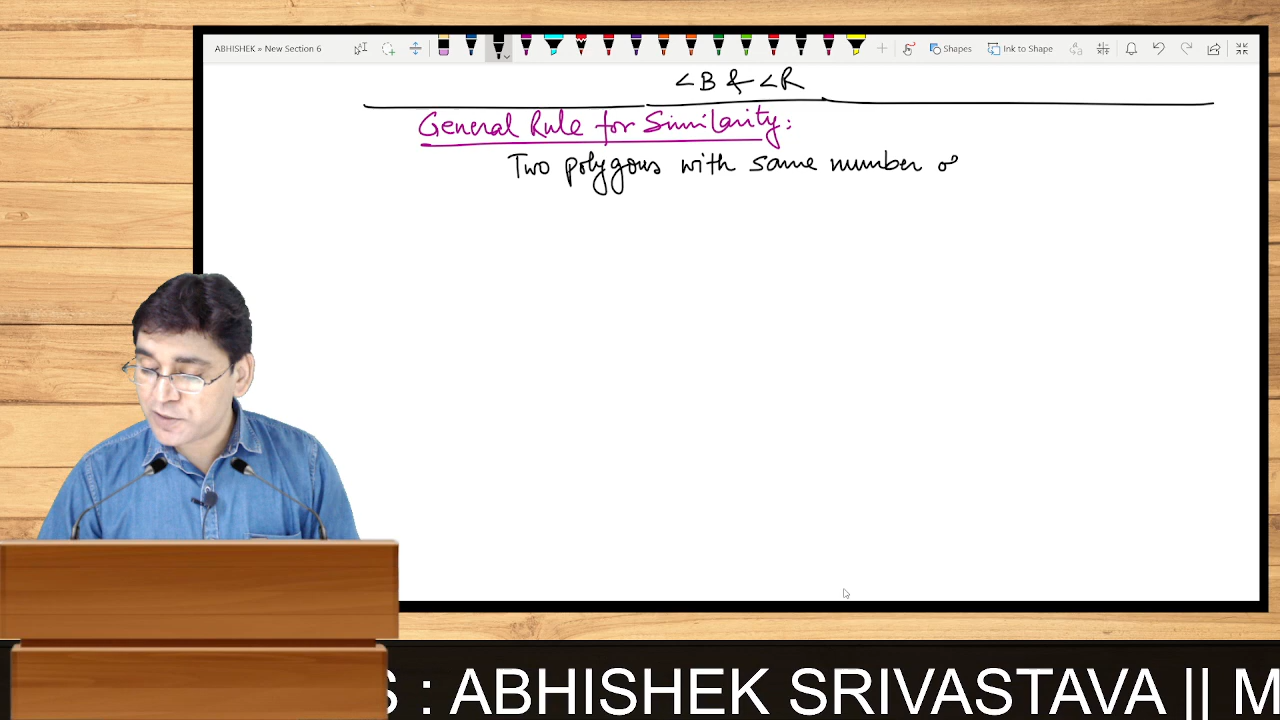 ABHISHEK » New Section 6
Shapes
Ink to Shape
∠B & ∠R
General Rule for Similarity:
Two polygons with same number o
S : ABHISHEK SRIVASTAVA || M